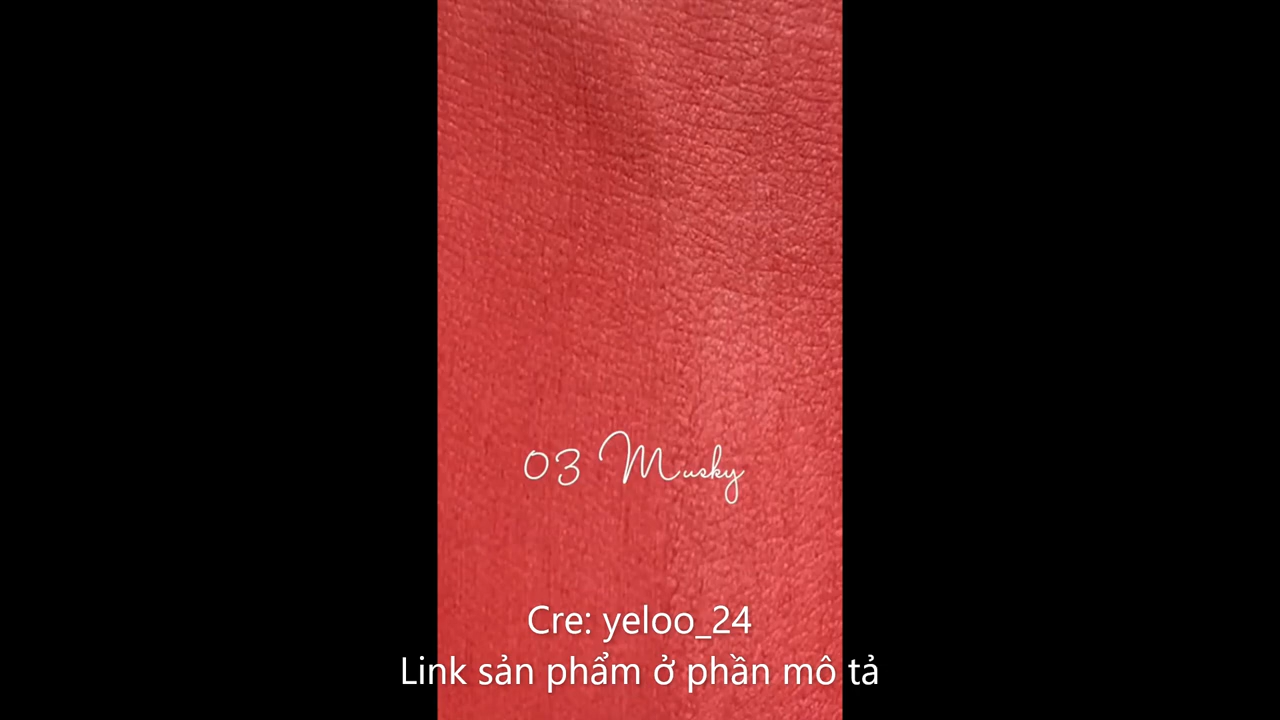 03 Musky
Cre: yeloo_24
Link sản phẩm ở phần mô tả